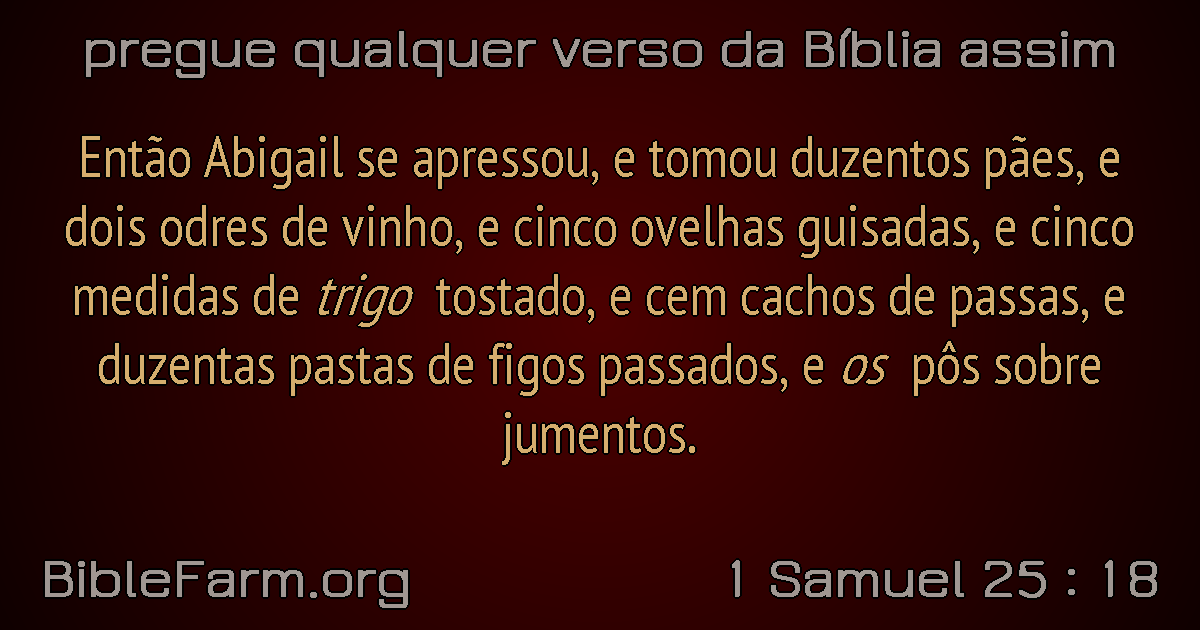 pregue qualquer verso da Bíblia assim
Então Abigail se apressou, e tomou duzentos pães, e
dois odres de vinho, e cinco ovelhas guisadas, e cinco
medidas de trigo tostado, e cem cachos de passas, e
duzentas pastas de figos passados, e os pôs sobre
jumentos.
BibleFarm.org
1 Samuel 25 : 18